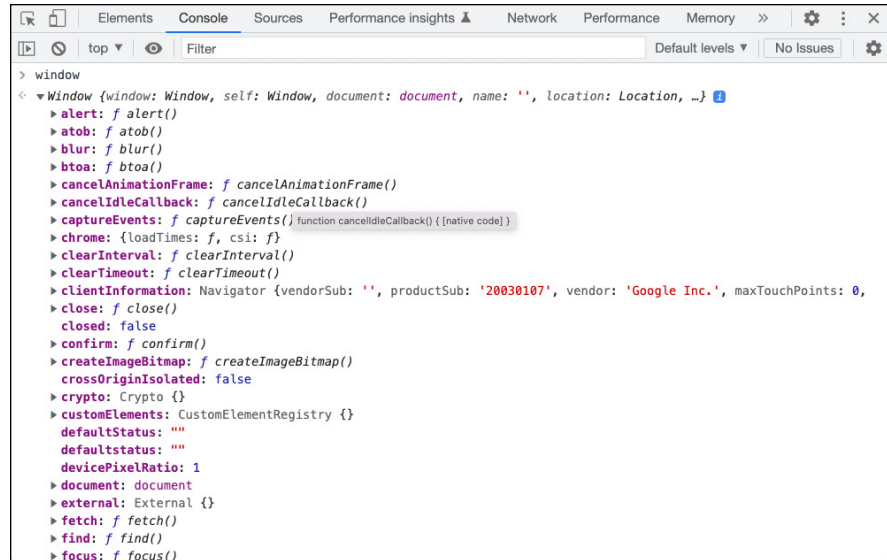 Elements Console Sources Performance insights Network Performance Memory »
top ▼ Filter Default levels ▼ No Issues
> window
Window {window: Window, self: Window, document: document, name: '', location: Location, …} i
▶ alert: ƒ alert()
▶ atob: ƒ atob()
▶ blur: ƒ blur()
▶ btoa: ƒ btoa()
▶ cancelAnimationFrame: ƒ cancelAnimationFrame()
▶ cancelIdleCallback: ƒ cancelIdleCallback()
▶ captureEvents: ƒ captureEvents() function cancelIdleCallback() { [native code] }
▶ chrome: {loadTimes: ƒ, csi: ƒ}
▶ clearInterval: ƒ clearInterval()
▶ clearTimeout: ƒ clearTimeout()
▶ clientInformation: Navigator {vendorSub: '', productSub: '20030107', vendor: 'Google Inc.', maxTouchPoints: 0,
▶ close: ƒ close()
closed: false
▶ confirm: ƒ confirm()
▶ createImageBitmap: ƒ createImageBitmap()
crossOriginIsolated: false
▶ crypto: Crypto {}
▶ customElements: CustomElementRegistry {}
defaultStatus: ""
defaultstatus: ""
devicePixelRatio: 1
▶ document: document
▶ external: External {}
▶ fetch: ƒ fetch()
▶ find: ƒ find()
▶ focus: ƒ focus()